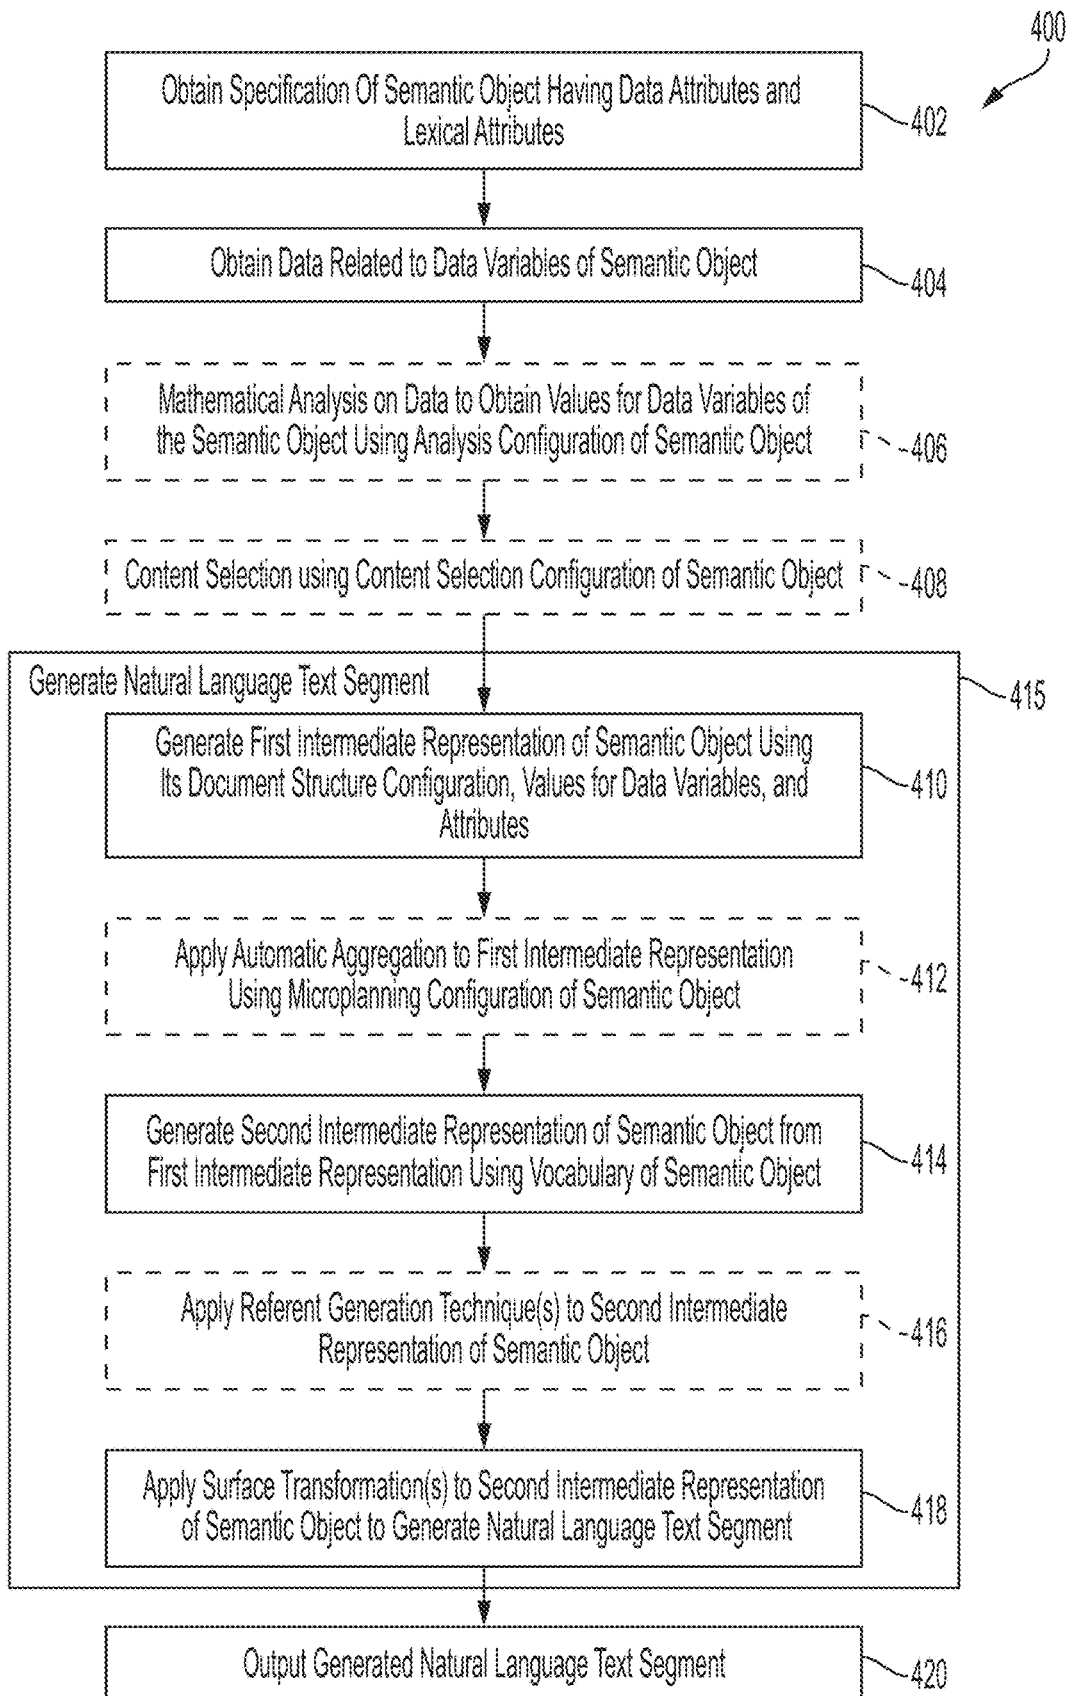 400
Obtain Specification Of Semantic Object Having Data Attributes and
Lexical Attributes
402
Obtain Data Related to Data Variables of Semantic Object
404
Mathematical Analysis on Data to Obtain Values for Data Variables of
the Semantic Object Using Analysis Configuration of Semantic Object
406
Content Selection using Content Selection Configuration of Semantic Object
408
Generate Natural Language Text Segment
415
Generate First Intermediate Representation of Semantic Object Using
Its Document Structure Configuration, Values for Data Variables, and
Attributes
410
Apply Automatic Aggregation to First Intermediate Representation
Using Microplanning Configuration of Semantic Object
412
Generate Second Intermediate Representation of Semantic Object from
First Intermediate Representation Using Vocabulary of Semantic Object
414
Apply Referent Generation Technique(s) to Second Intermediate
Representation of Semantic Object
416
Apply Surface Transformation(s) to Second Intermediate Representation
of Semantic Object to Generate Natural Language Text Segment
418
Output Generated Natural Language Text Segment
420